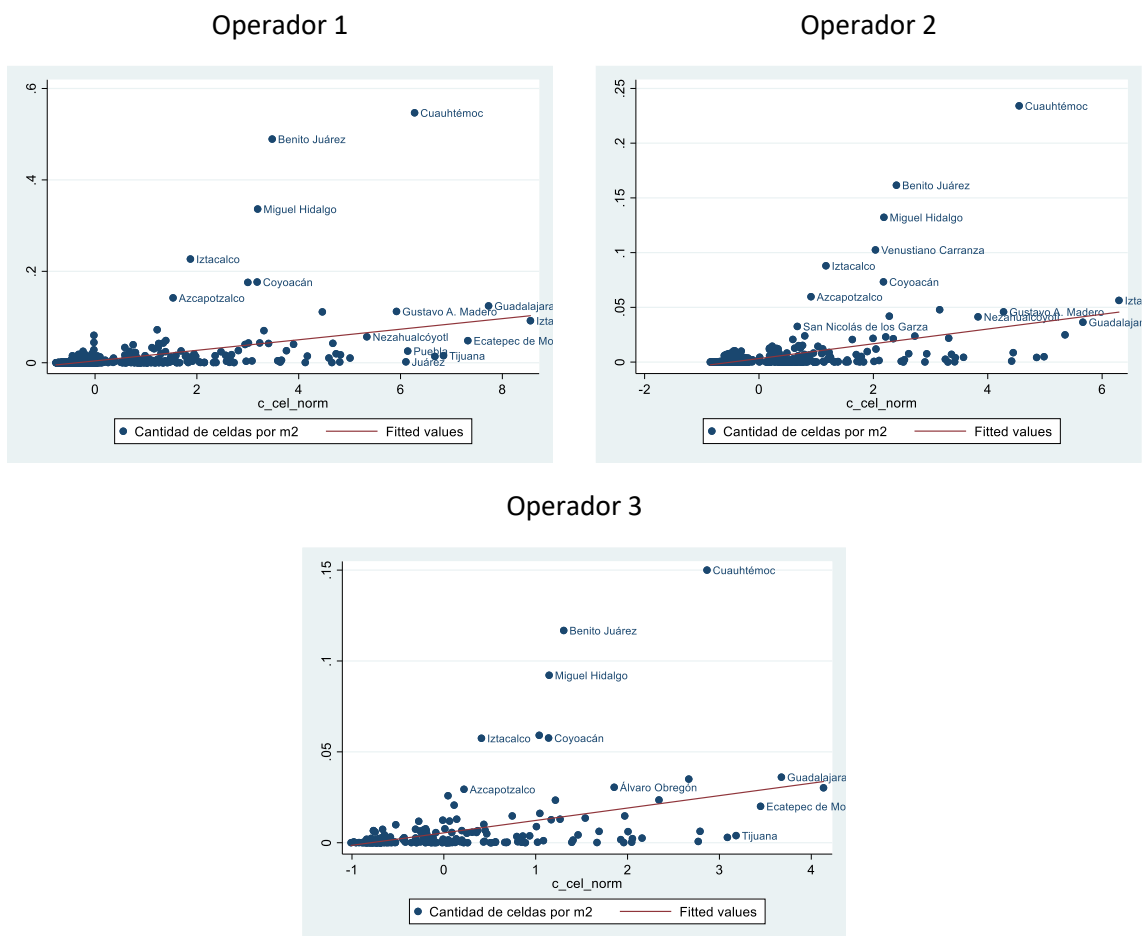 Operador 1
.6
.4
.2
0
Cuauhtémoc
Benito Juárez
Miguel Hidalgo
Iztacalco
Coyoacán
Azcapotzalco
Guadalajara
Gustavo A. Madero
Izta
Nezahualcóyotl
Ecatepec de Mo
Puebla
Tijuana
Juárez
0 2 4 6 8
c_cel_norm
Cantidad de celdas por m2 Fitted values
Operador 2
.25
.2
.15
.1
.05
0
Cuauhtémoc
Benito Juárez
Miguel Hidalgo
Venustiano Carranza
Iztacalco
Coyoacán
Azcapotzalco
Izta
Gustavo A. Madero
Nezahualcóyotl
Guadalajar
San Nicolás de los Garza
-2 0 2 4 6
c_cel_norm
Cantidad de celdas por m2 Fitted values
Operador 3
.15
.1
.05
0
Cuauhtémoc
Benito Juárez
Miguel Hidalgo
Iztacalco
Coyoacán
Guadalajara
Azcapotzalco
Álvaro Obregón
Ecatepec de Mo
Tijuana
-1 0 1 2 3 4
c_cel_norm
Cantidad de celdas por m2 Fitted values